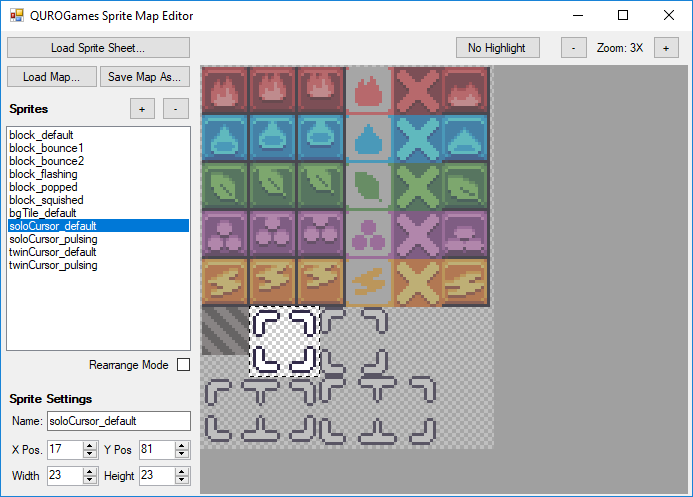 QUROGames Sprite Map Editor
Load Sprite Sheet...
No Highlight
- Zoom: 3X +
Load Map...
Save Map As...
Sprites + -
block_default
block_bounce1
block_bounce2
block_flashing
block_popped
block_squished
bgTile_default
soloCursor_default
soloCursor_pulsing
twinCursor_default
twinCursor_pulsing
Rearrange Mode
Sprite Settings
Name: soloCursor_default
X Pos. 17 Y Pos 81
Width 23 Height 23